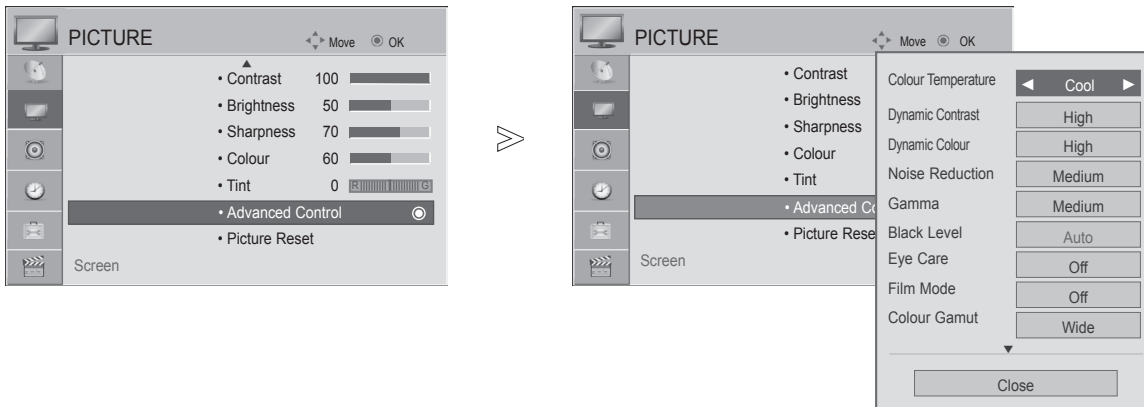 PICTURE
Move OK
• Contrast 100
• Brightness 50
• Sharpness 70
• Colour 60
• Tint 0 R G
• Advanced Control
• Picture Reset
Screen
PICTURE
Move OK
• Contrast
• Brightness
• Sharpness
• Colour
• Tint
• Advanced Co
• Picture Rese
Screen
Colour Temperature Cool
Dynamic Contrast High
Dynamic Colour High
Noise Reduction Medium
Gamma Medium
Black Level Auto
Eye Care Off
Film Mode Off
Colour Gamut Wide
Close